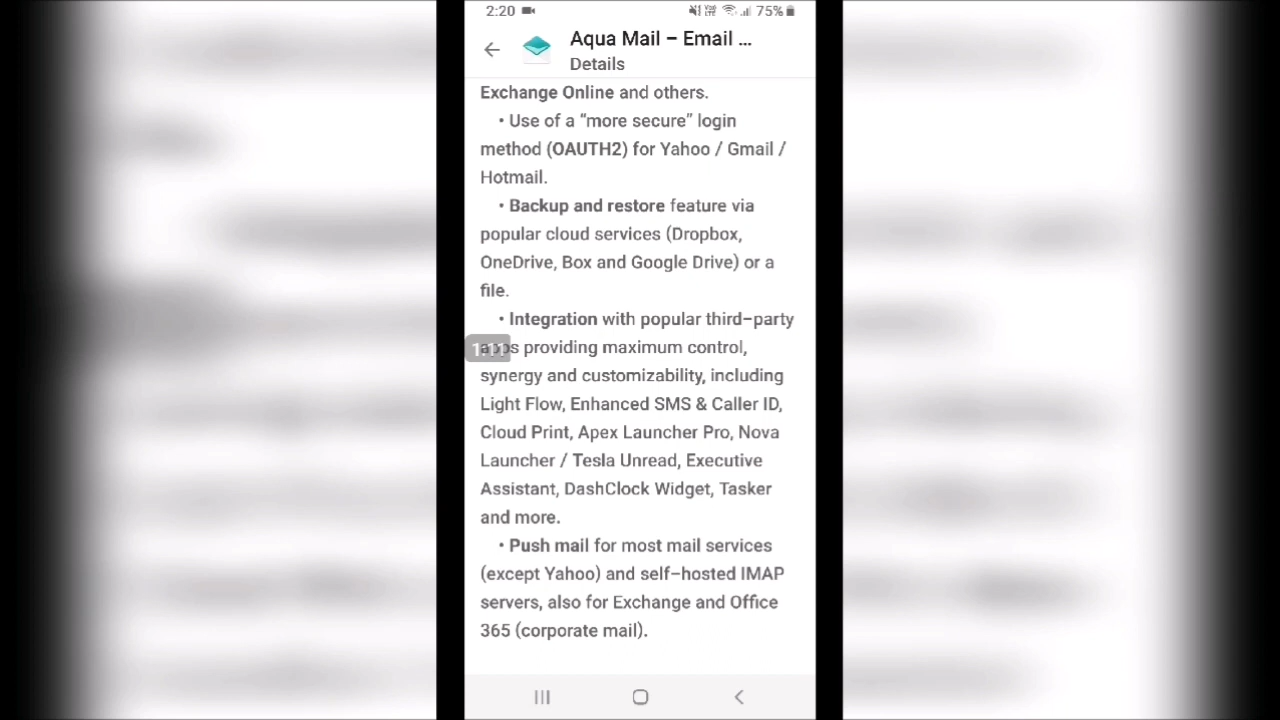 2:20 75%
Aqua Mail – Email ...
Details
Exchange Online and others.
• Use of a “more secure” login
method (OAUTH2) for Yahoo / Gmail /
Hotmail.
• Backup and restore feature via
popular cloud services (Dropbox,
OneDrive, Box and Google Drive) or a
file.
• Integration with popular third-party
1:11
apps providing maximum control,
synergy and customizability, including
Light Flow, Enhanced SMS & Caller ID,
Cloud Print, Apex Launcher Pro, Nova
Launcher / Tesla Unread, Executive
Assistant, DashClock Widget, Tasker
and more.
• Push mail for most mail services
(except Yahoo) and self-hosted IMAP
servers, also for Exchange and Office
365 (corporate mail).